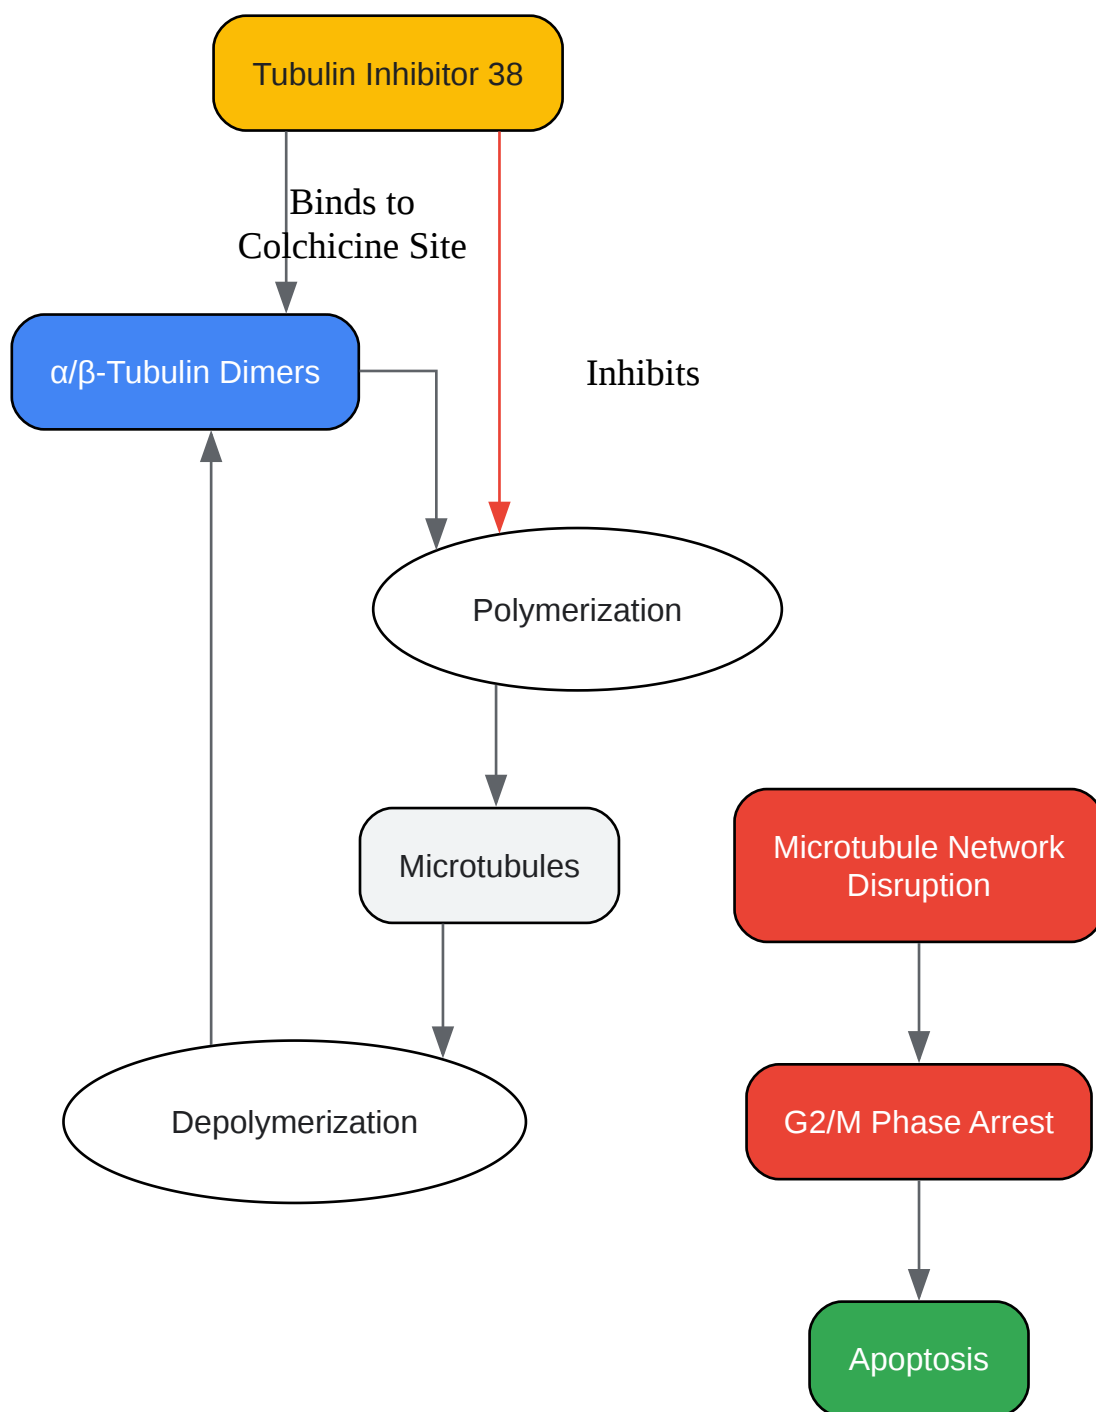 Tubulin Inhibitor 38
Binds to
Colchicine Site
α/β-Tubulin Dimers
Inhibits
Polymerization
Microtubules
Microtubule Network
Disruption
Depolymerization
G2/M Phase Arrest
Apoptosis